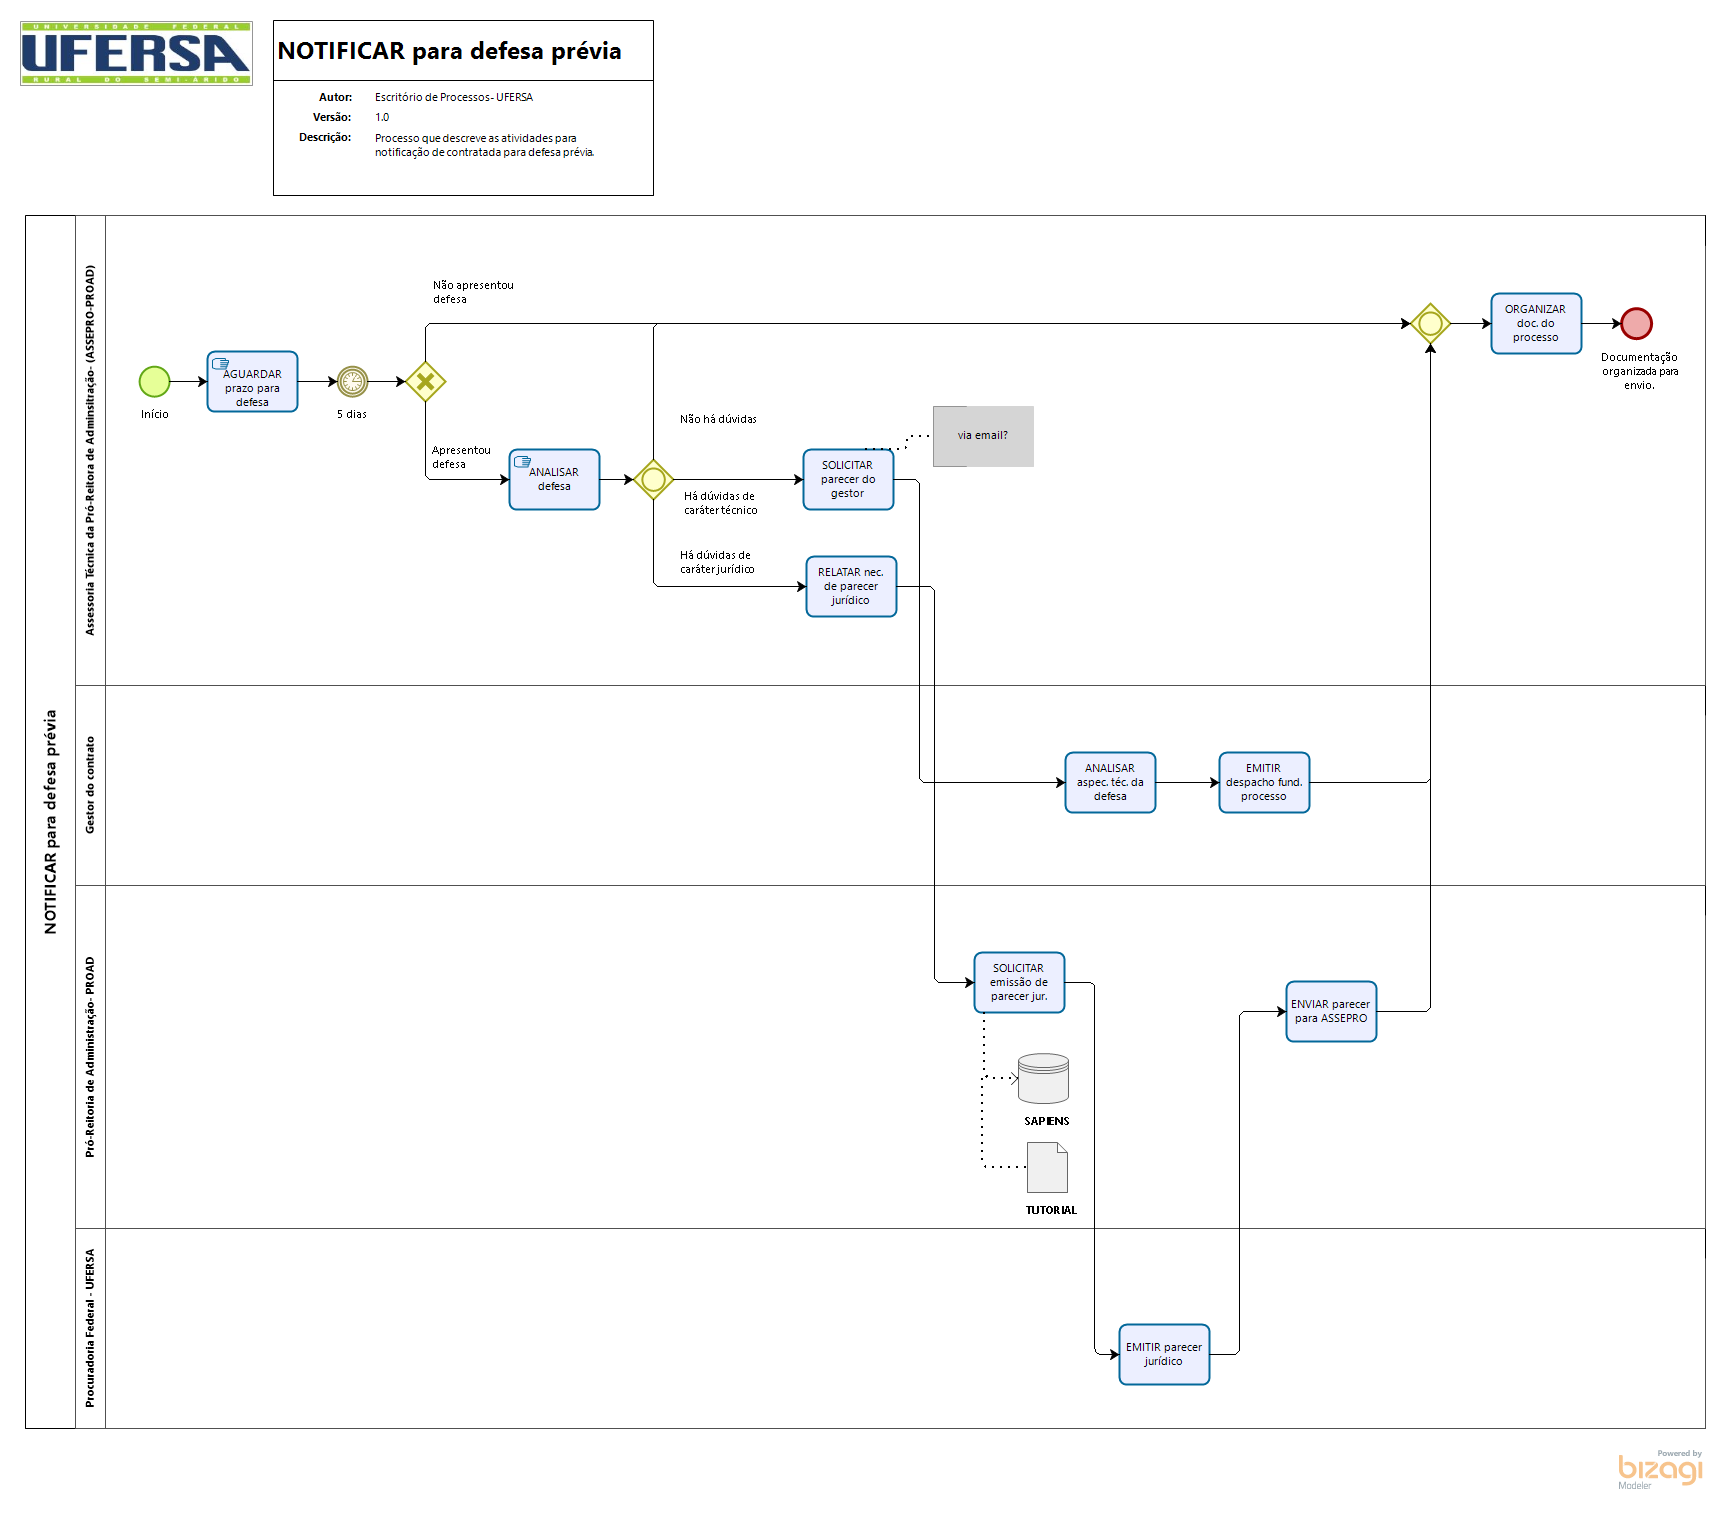 UNIVERSIDADE FEDERAL
UFERSA
RURAL DO SEMI-ÁRIDO
NOTIFICAR para defesa prévia
Autor: Escritório de Processos- UFERSA
Versão: 1.0
Descrição: Processo que descreve as atividades para
notificação de contratada para defesa prévia.
NOTIFICAR para defesa prévia
Assessoria Técnica da Pró-Reitora de Adminsitração- (ASSEPRO-PROAD)
Início
AGUARDAR
prazo para
defesa
5 dias
Não apresentou
defesa
Apresentou
defesa
ANALISAR
defesa
Não há dúvidas
Há dúvidas de
caráter técnico
Há dúvidas de
caráter jurídico
SOLICITAR
parecer do
gestor
via email?
RELATAR nec.
de parecer
jurídico
ORGANIZAR
doc. do
processo
Documentação
organizada para
envio.
Gestor do contrato
ANALISAR
aspec. téc. da
defesa
EMITIR
despacho fund.
processo
Pró-Reitoria de Administração- PROAD
SOLICITAR
emissão de
parecer jur.
SAPIENS
TUTORIAL
ENVIAR parecer
para ASSEPRO
Procuradoria Federal - UFERSA
EMITIR parecer
jurídico
Powered by
bizagi
Modeler